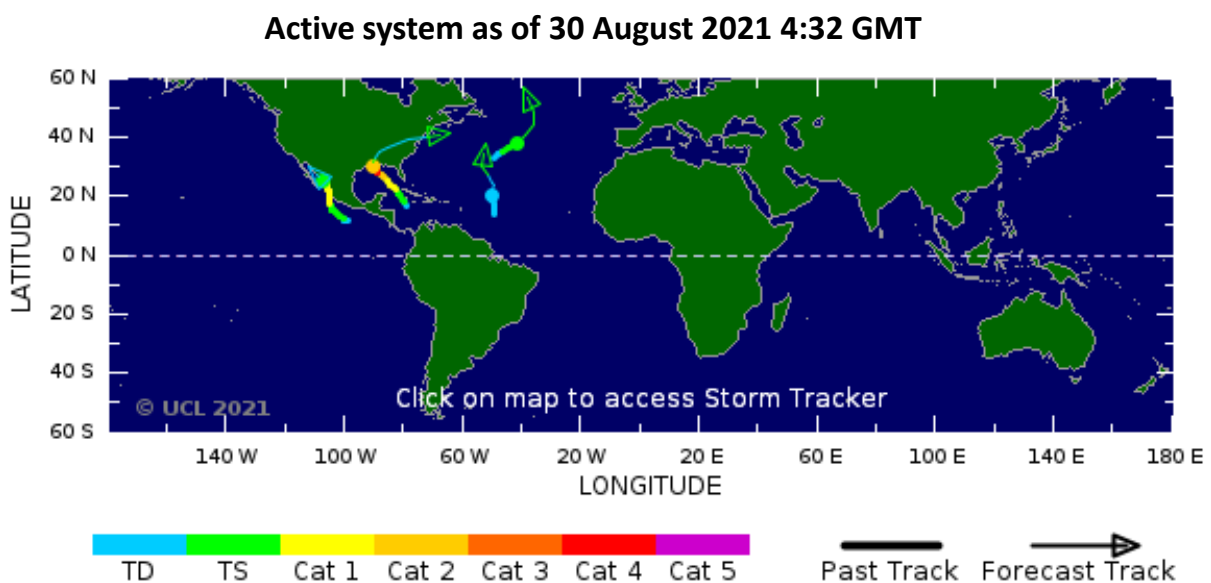 Active system as of 30 August 2021 4:32 GMT
60 N
40 N
20 N
0 N
20 S
40 S
60 S
LATITUDE
Click on map to access Storm Tracker
© UCL 2021
140 W 100 W 60 W 20 W 20 E 60 E 100 E 140 E 180 E
LONGITUDE
TD TS Cat 1 Cat 2 Cat 3 Cat 4 Cat 5 Past Track Forecast Track